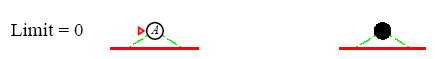 Limit = 0 A